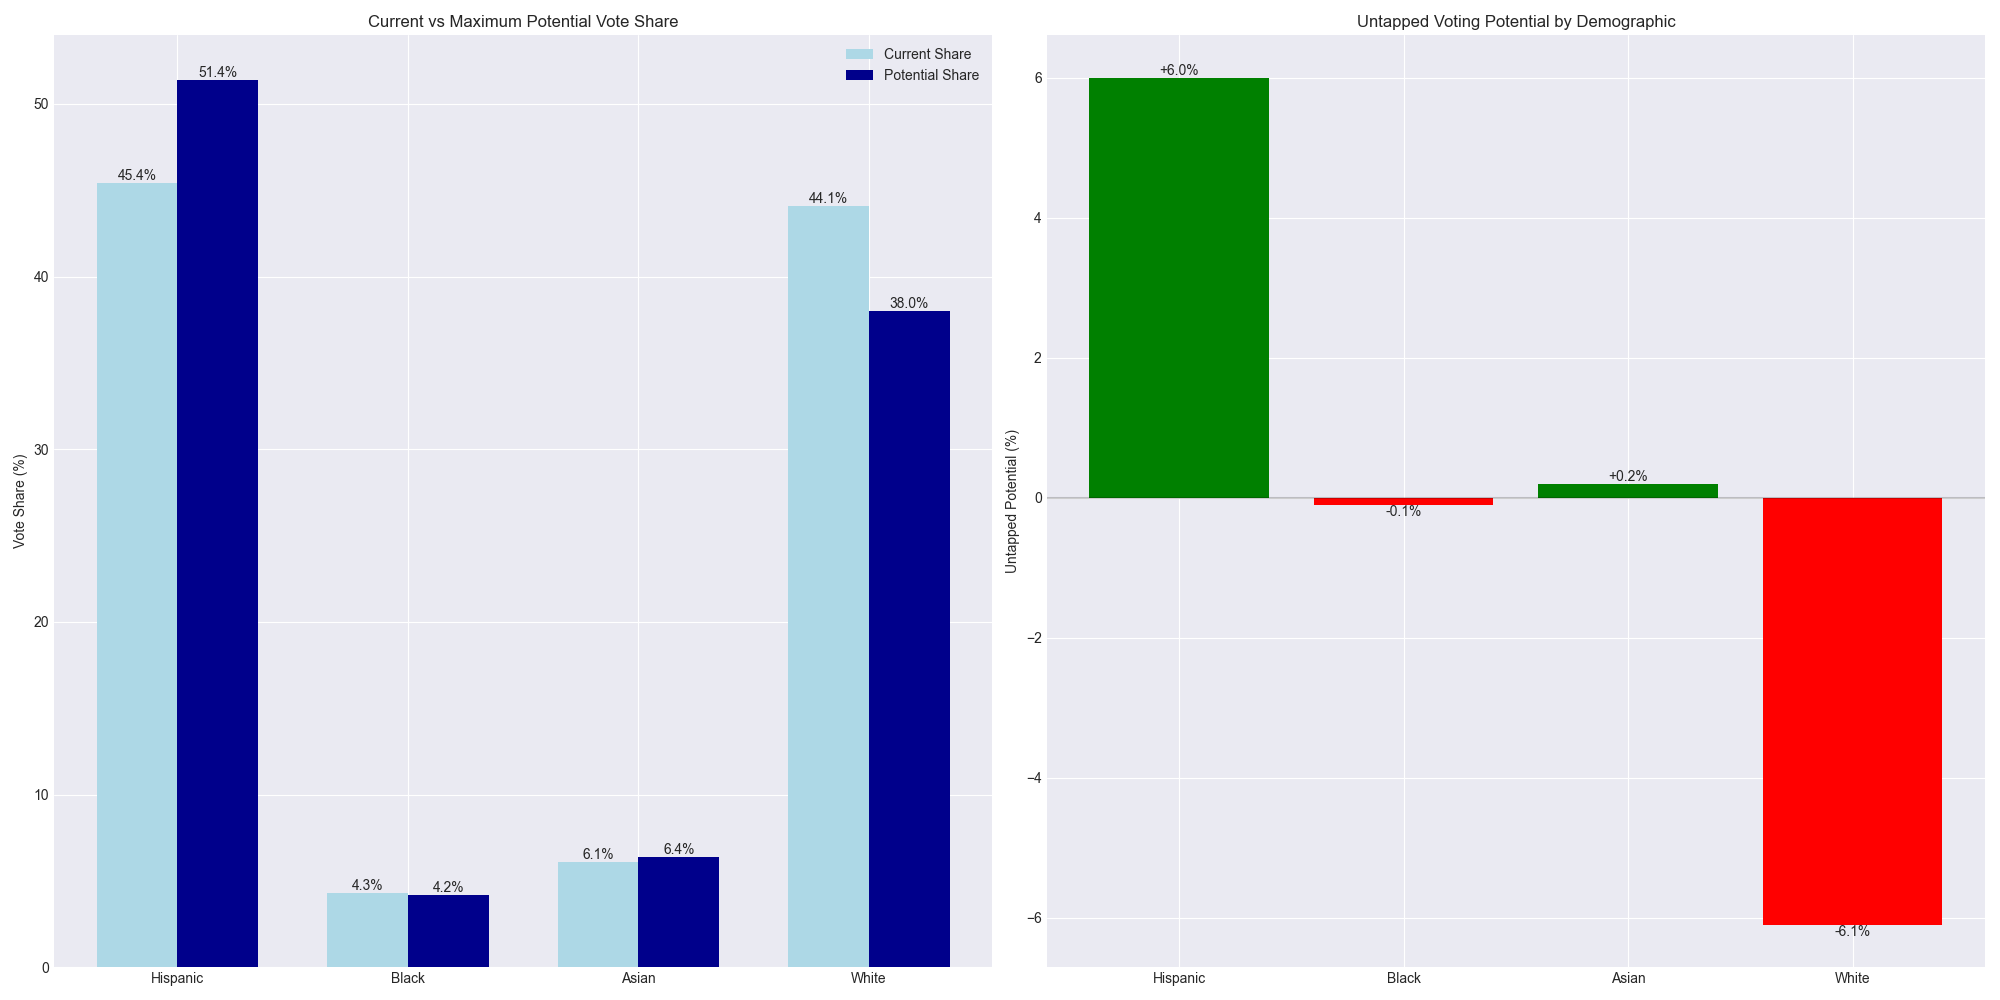 Current vs Maximum Potential Vote Share
Current Share
Potential Share
Vote Share (%)
50
40
30
20
10
0
45.4%
51.4%
4.3%
4.2%
6.1%
6.4%
44.1%
38.0%
Hispanic
Black
Asian
White
Untapped Voting Potential by Demographic
Untapped Potential (%)
6
4
2
0
−2
−4
−6
+6.0%
-0.1%
+0.2%
-6.1%
Hispanic
Black
Asian
White